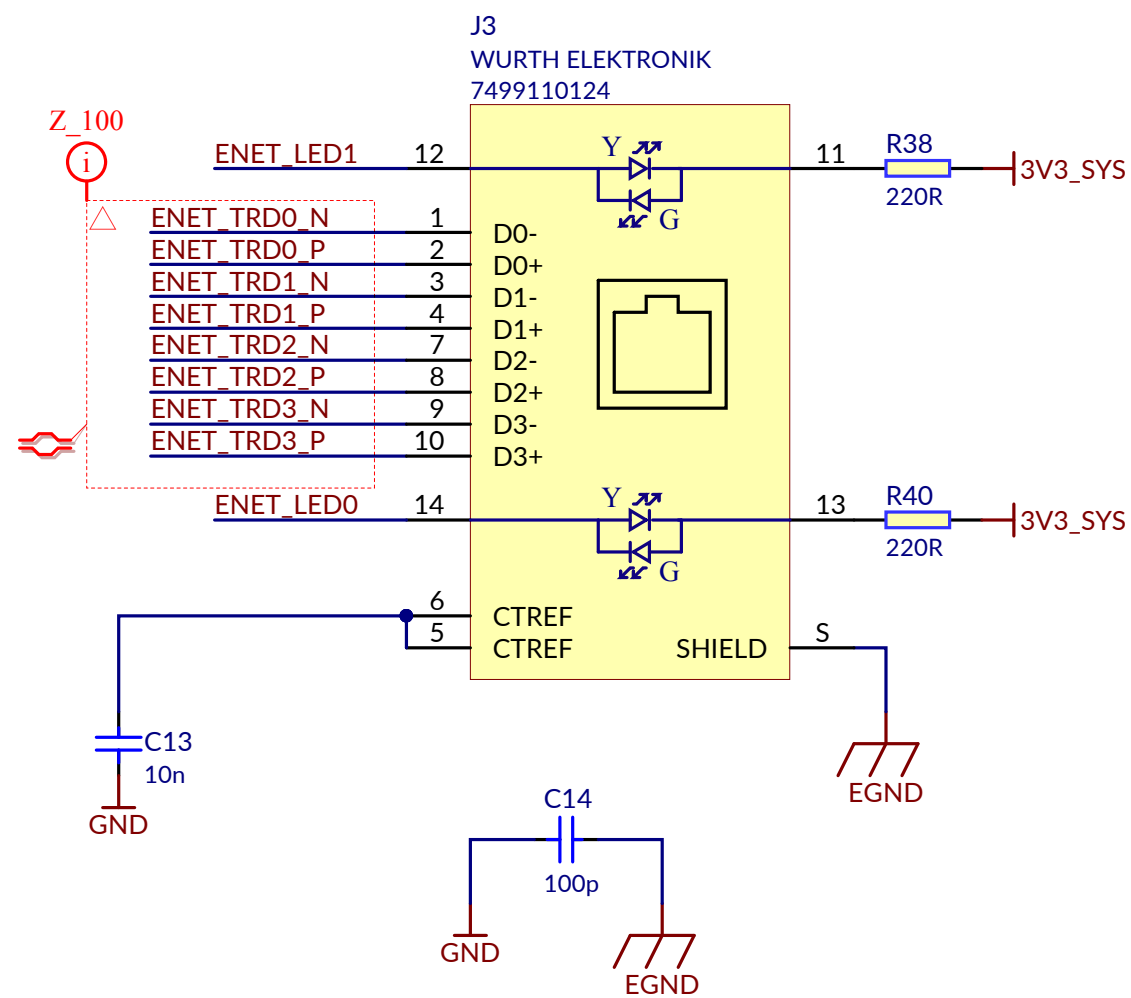 J3
WURTH ELEKTRONIK
7499110124
Z_100
i
ENET_LED1 12 Y G 11 R38 220R 3V3_SYS
ENET_TRD0_N 1 D0-
ENET_TRD0_P 2 D0+
ENET_TRD1_N 3 D1-
ENET_TRD1_P 4 D1+
ENET_TRD2_N 7 D2-
ENET_TRD2_P 8 D2+
ENET_TRD3_N 9 D3-
ENET_TRD3_P 10 D3+
ENET_LED0 14 Y G 13 R40 220R 3V3_SYS
6 CTREF
5 CTREF SHIELD S
EGND
C13
10n
GND
C14
100p
GND
EGND